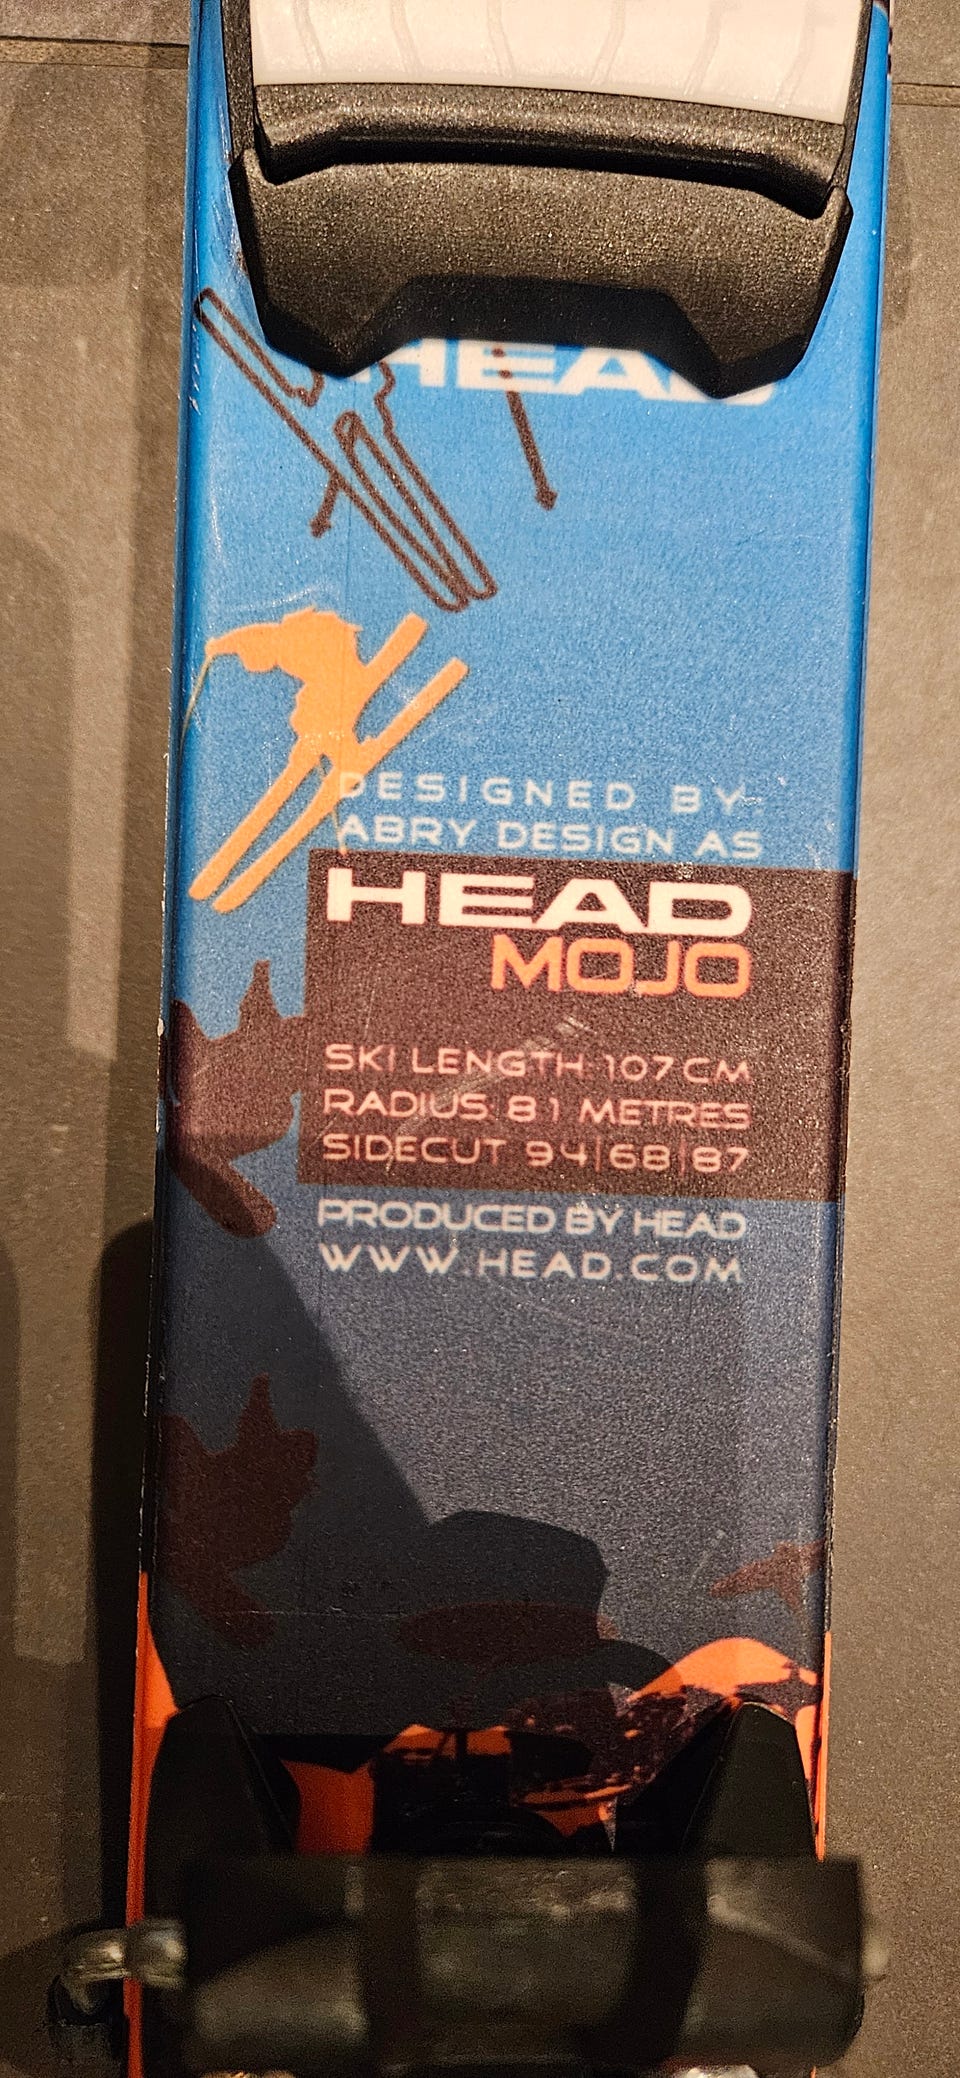 HEAD
DESIGNED BY:
ABRY DESIGN AS
HEAD
MOJO
SKI LENGTH: 107 CM
RADIUS: 8.1 METRES
SIDECUT 94|68|87
PRODUCED BY HEAD
WWW.HEAD.COM